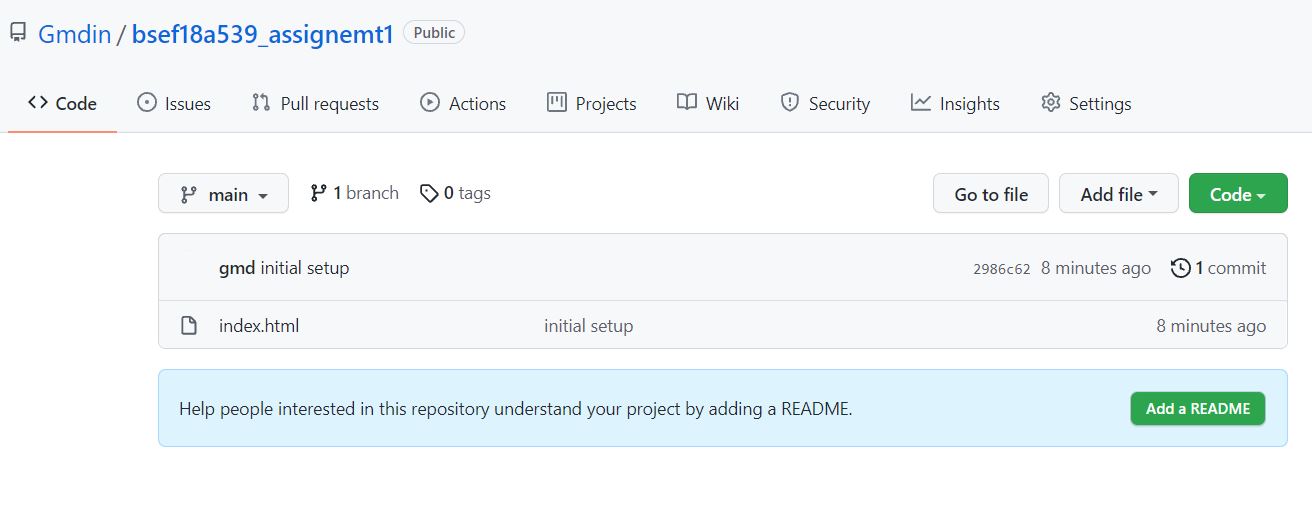 Gmdin / bsef18a539_assignemt1 Public
Code Issues Pull requests Actions Projects Wiki Security Insights Settings
main 1 branch 0 tags Go to file Add file Code
gmd initial setup 2986c62 8 minutes ago 1 commit
index.html initial setup 8 minutes ago
Help people interested in this repository understand your project by adding a README. Add a README